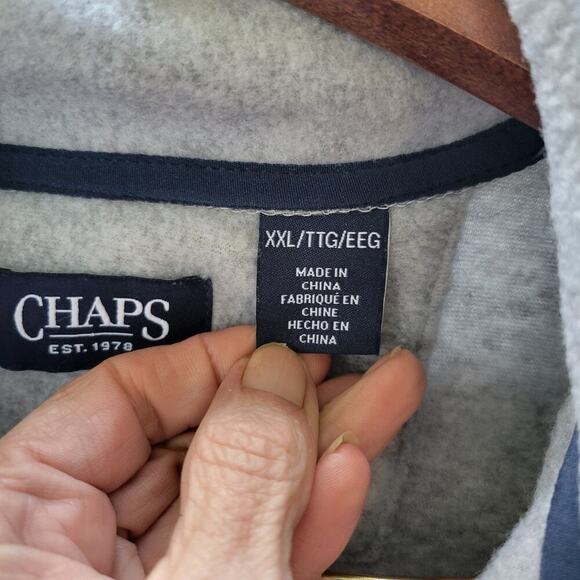 CHAPS
EST. 1978
XXL/TTG/EEG
MADE IN
CHINA
FABRIQUÉ EN
CHINE
HECHO EN
CHINA